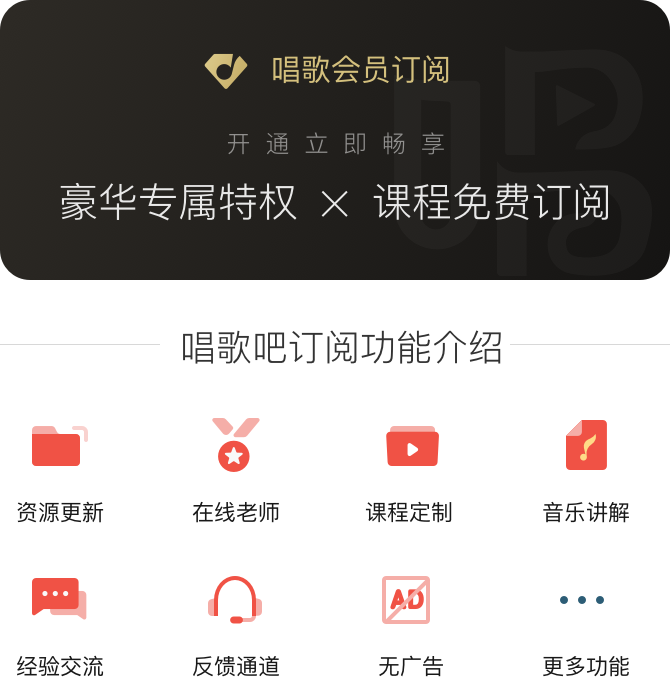 唱歌会员订阅
开通立即畅享
豪华专属特权 × 课程免费订阅
唱歌吧订阅功能介绍
资源更新 在线老师 课程定制 音乐讲解
AD
经验交流 反馈通道 无广告 更多功能